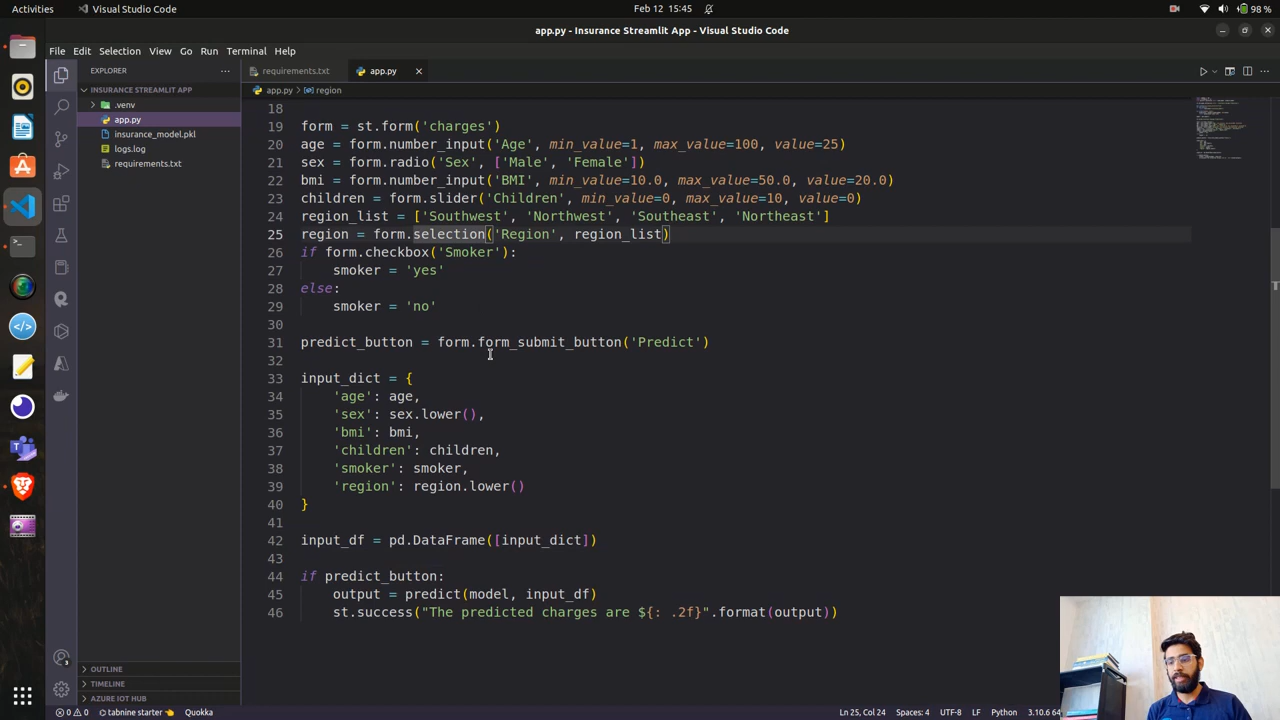 Activities
Visual Studio Code
Feb 12 15:45
98 %
app.py - Insurance Streamlit App - Visual Studio Code
File Edit Selection View Go Run Terminal Help
EXPLORER
requirements.txt
app.py
INSURANCE STREAMLIT APP
app.py > region
.venv
app.py
insurance_model.pkl
logs.log
requirements.txt
18
19 form = st.form('charges')
20 age = form.number_input('Age', min_value=1, max_value=100, value=25)
21 sex = form.radio('Sex', ['Male', 'Female'])
22 bmi = form.number_input('BMI', min_value=10.0, max_value=50.0, value=20.0)
23 children = form.slider('Children', min_value=0, max_value=10, value=0)
24 region_list = ['Southwest', 'Northwest', 'Southeast', 'Northeast']
25 region = form.selection('Region', region_list)
26 if form.checkbox('Smoker'):
27 smoker = 'yes'
28 else:
29 smoker = 'no'
30
31 predict_button = form.form_submit_button('Predict')
32
33 input_dict = {
34 'age': age,
35 'sex': sex.lower(),
36 'bmi': bmi,
37 'children': children,
38 'smoker': smoker,
39 'region': region.lower()
40 }
41
42 input_df = pd.DataFrame([input_dict])
43
44 if predict_button:
45 output = predict(model, input_df)
46 st.success("The predicted charges are ${: .2f}".format(output))
OUTLINE
TIMELINE
AZURE IOT HUB
3
0 0 tabnine starter Quokka
Ln 25, Col 24 Spaces: 4 UTF-8 LF Python 3.10.6 64